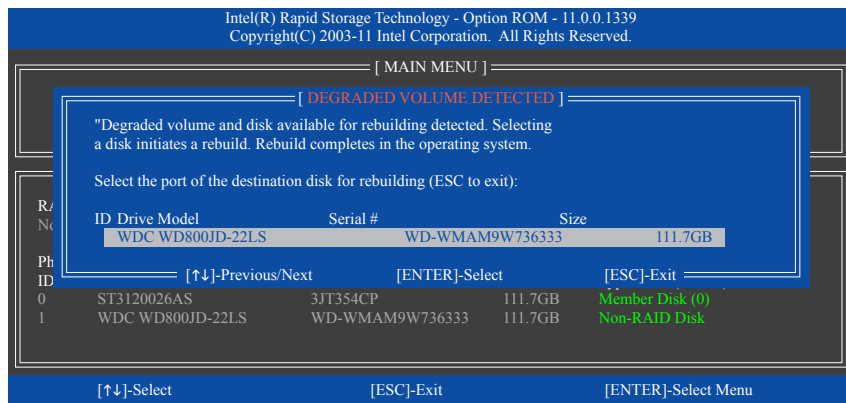 Intel(R) Rapid Storage Technology - Option ROM - 11.0.0.1339
Copyright(C) 2003-11 Intel Corporation. All Rights Reserved.
[ MAIN MENU ]
[ DEGRADED VOLUME DETECTED ]
"Degraded volume and disk available for rebuilding detected. Selecting
a disk initiates a rebuild. Rebuild completes in the operating system.
Select the port of the destination disk for rebuilding (ESC to exit):
ID Drive Model Serial # Size
WDC WD800JD-22LS WD-WMAM9W736333 111.7GB
[↑↓]-Previous/Next [ENTER]-Select [ESC]-Exit
ID
0 ST3120026AS 3JT354CP 111.7GB Member Disk (0)
1 WDC WD800JD-22LS WD-WMAM9W736333 111.7GB Non-RAID Disk
[↑↓]-Select [ESC]-Exit [ENTER]-Select Menu